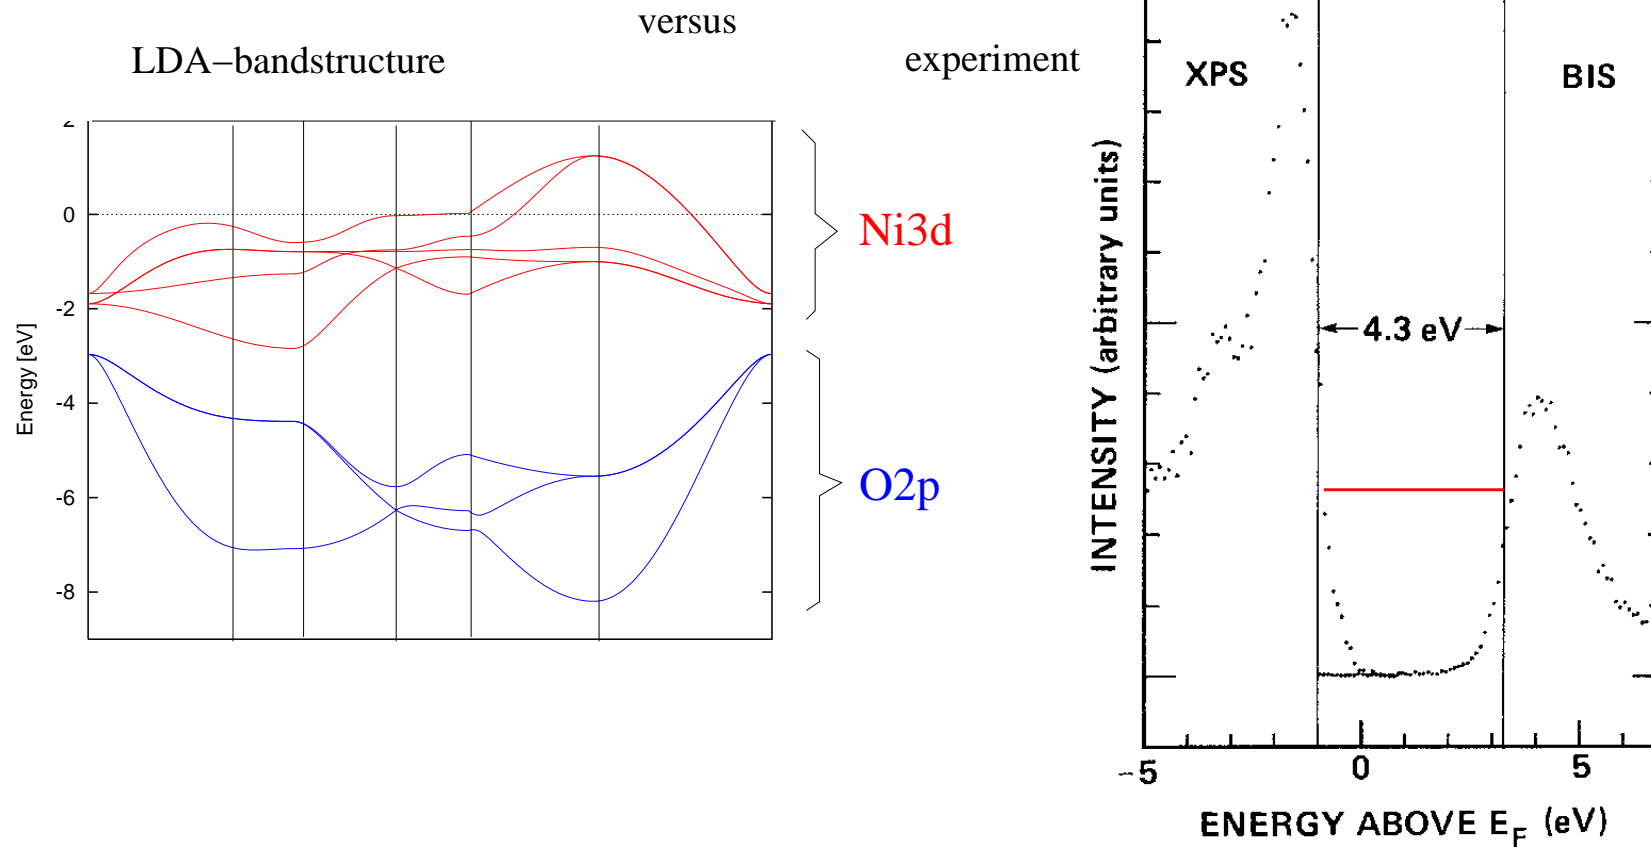 versus
LDA−bandstructure
experiment
2
0
-2
-4
-6
-8
Energy [eV]
Ni3d
O2p
XPS
BIS
4.3 eV
INTENSITY (arbitrary units)
-5
0
5
ENERGY ABOVE E_F (eV)